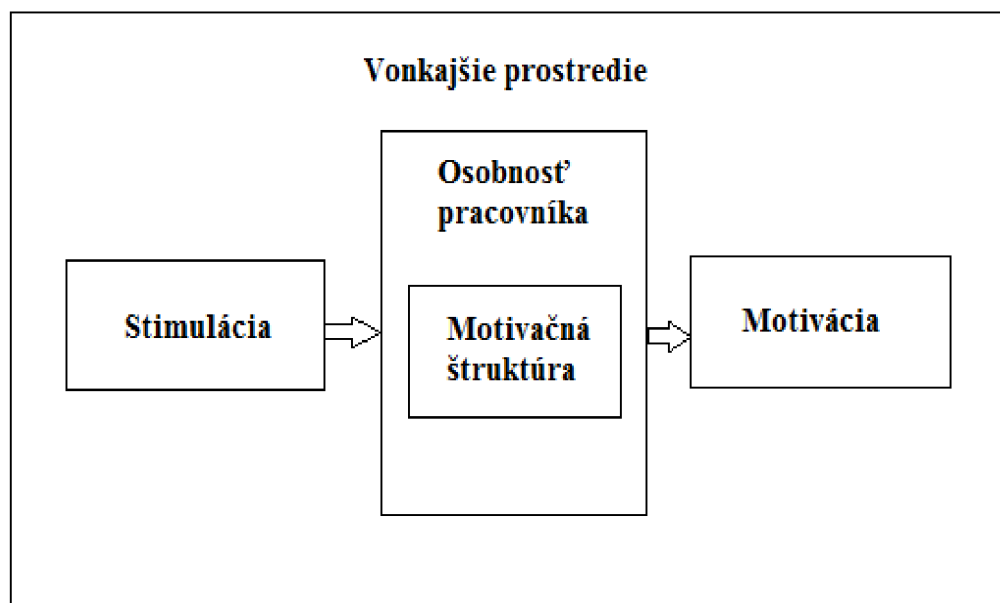 Vonkajšie prostredie
Osobnosť
pracovníka
Stimulácia
Motivačná
štruktúra
Motivácia